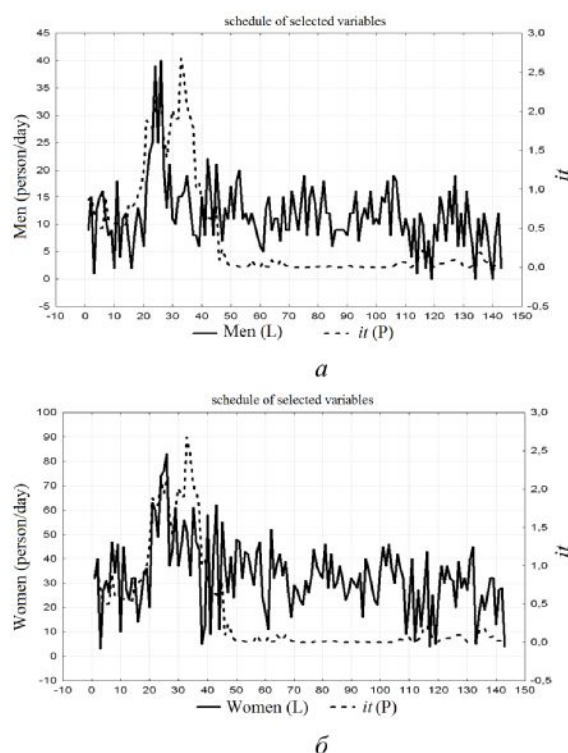 schedule of selected variables
45 3,0
40 2,5
35
30 2,0
25 1,5
20
15 1,0
10 0,5
5
0 0,0
-5 -0,5
Men (person/day)
it
-10 0 10 20 30 40 50 60 70 80 90 100 110 120 130 140 150
Men (L) it (P)
а
schedule of selected variables
100 3,0
90
80 2,5
70 2,0
60
50 1,5
40 1,0
30
20 0,5
10 0,0
0
-10 -0,5
Women (person/day)
it
-10 0 10 20 30 40 50 60 70 80 90 100 110 120 130 140 150
Women (L) it (P)
б